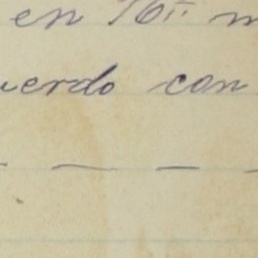 en 16
uerdo con
— — —